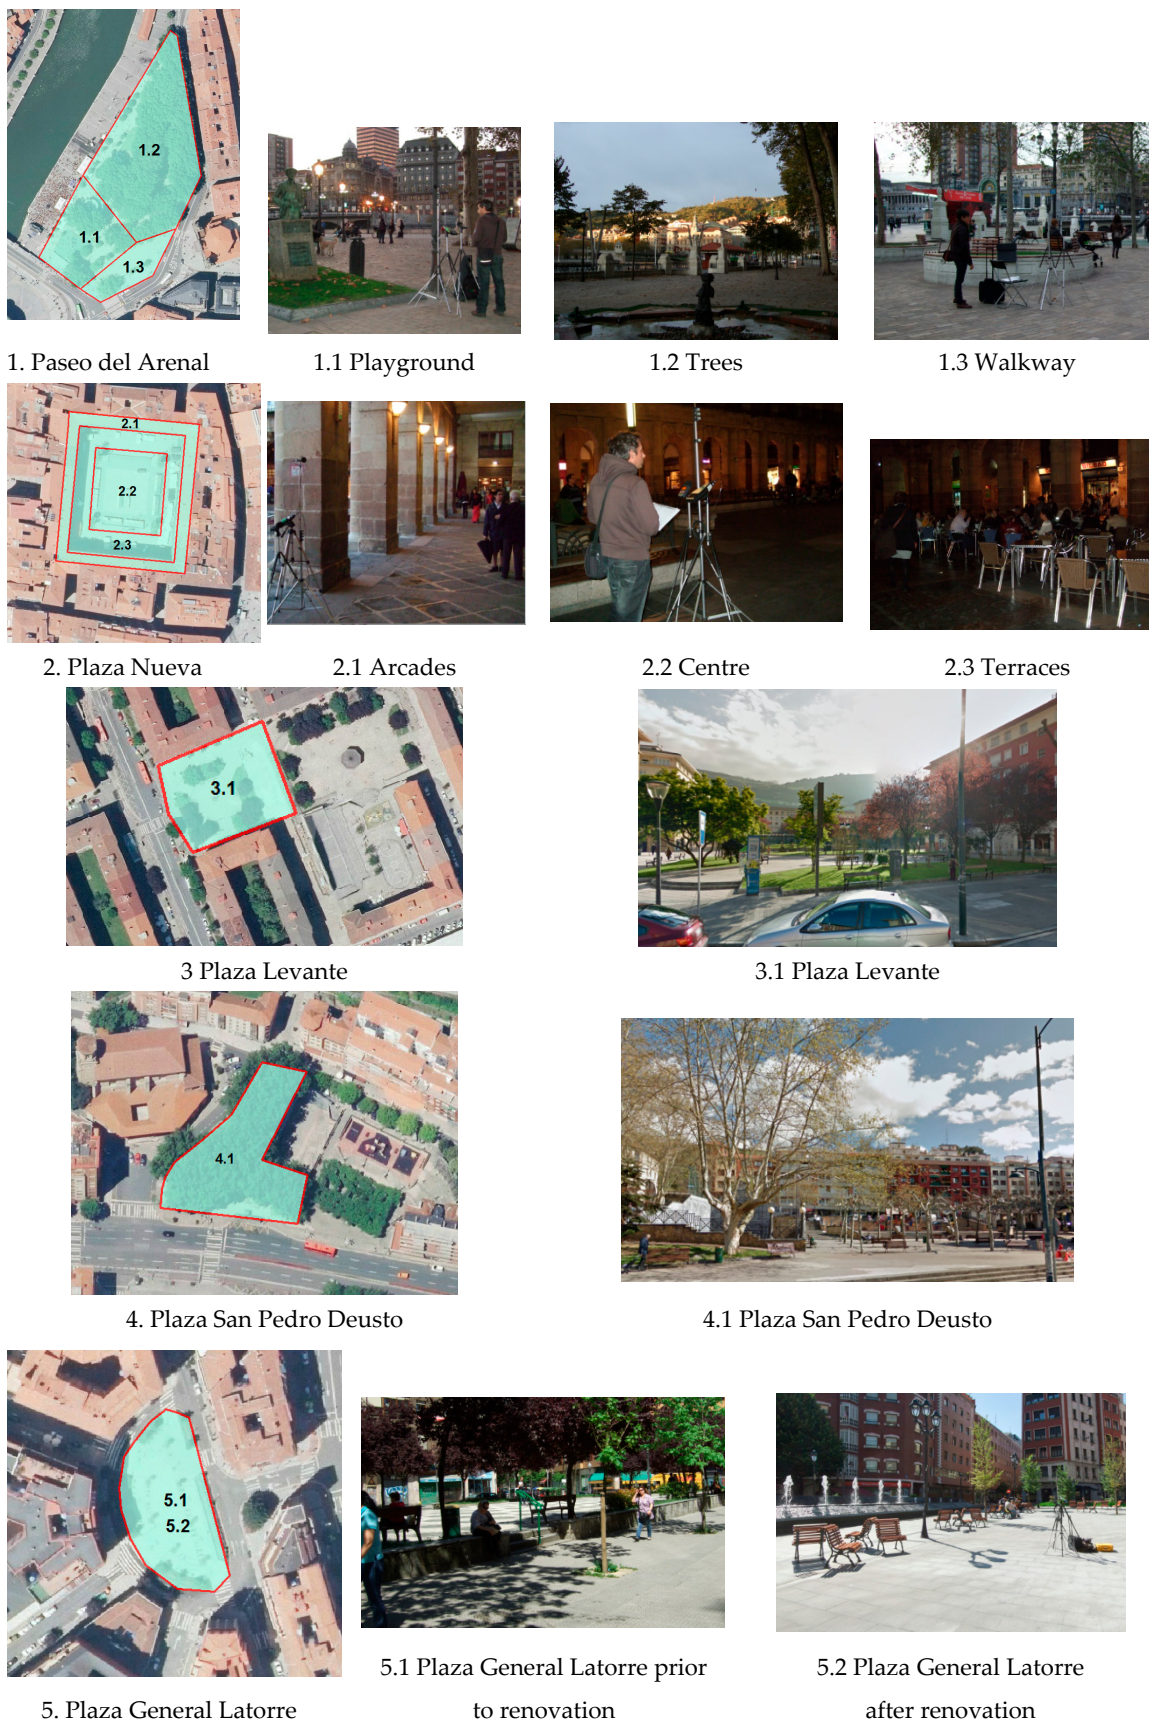 1.2
1.1
1.3
1. Paseo del Arenal
1.1 Playground
1.2 Trees
1.3 Walkway
2.1
2.2
2.3
2. Plaza Nueva
2.1 Arcades
2.2 Centre
2.3 Terraces
3.1
3 Plaza Levante
3.1 Plaza Levante
4.1
4. Plaza San Pedro Deusto
4.1 Plaza San Pedro Deusto
5.1
5.2
5. Plaza General Latorre
5.1 Plaza General Latorre prior
to renovation
5.2 Plaza General Latorre
after renovation